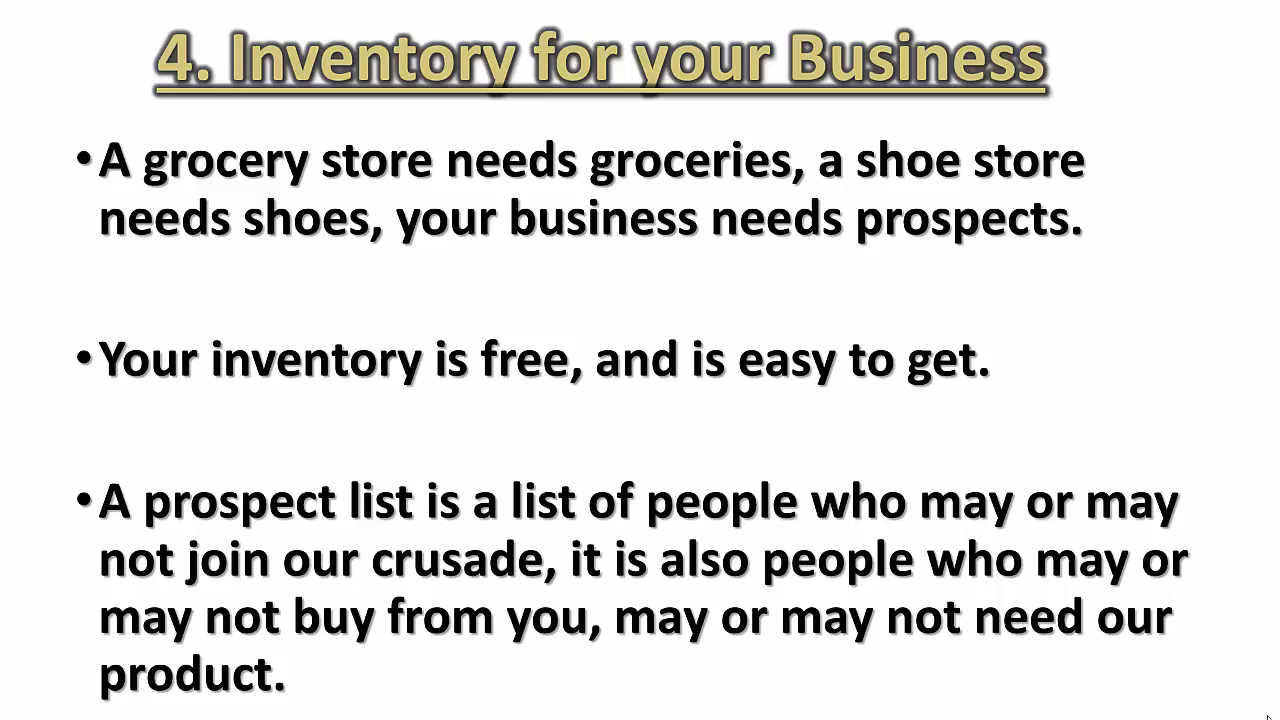 4. Inventory for your Business
•A grocery store needs groceries, a shoe store
needs shoes, your business needs prospects.
•Your inventory is free, and is easy to get.
•A prospect list is a list of people who may or may
not join our crusade, it is also people who may or
may not buy from you, may or may not need our
product.